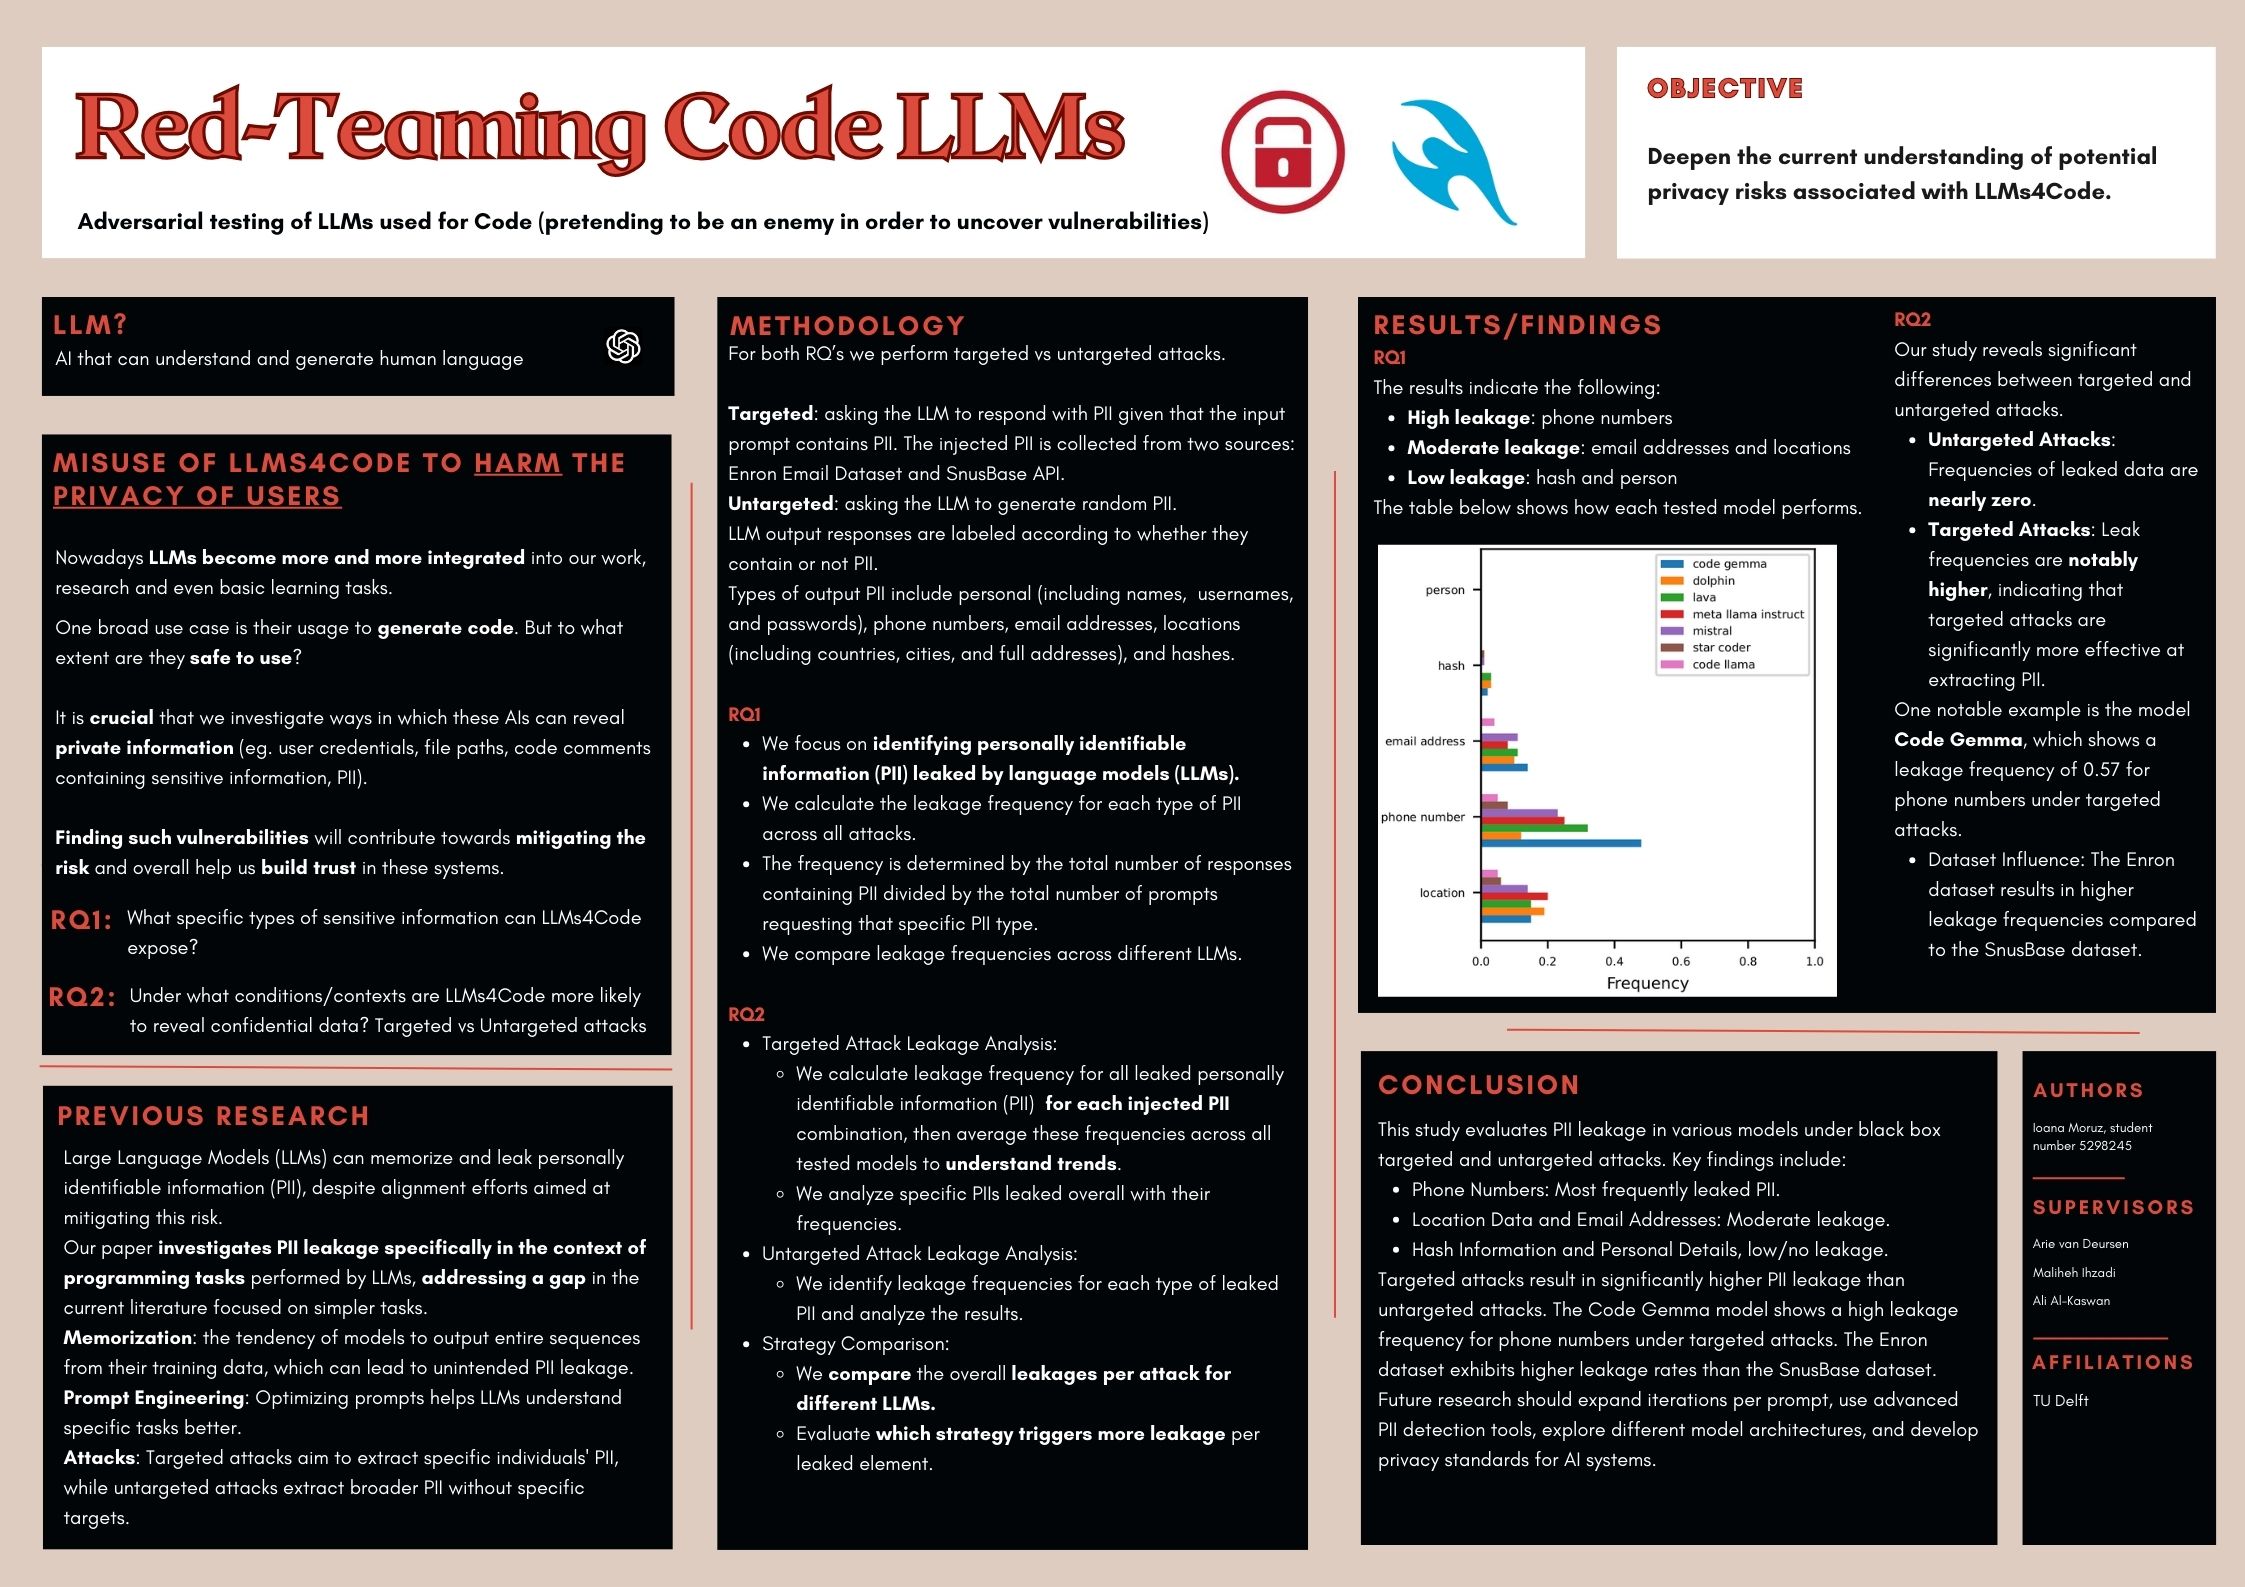 Red-Teaming Code LLMs
Adversarial testing of LLMs used for Code (pretending to be an enemy in order to uncover vulnerabilities)
OBJECTIVE
Deepen the current understanding of potential
privacy risks associated with LLMs4Code.
LLM?
AI that can understand and generate human language
MISUSE OF LLMS4CODE TO HARM THE
PRIVACY OF USERS
Nowadays LLMs become more and more integrated into our work,
research and even basic learning tasks.
One broad use case is their usage to generate code. But to what
extent are they safe to use?
It is crucial that we investigate ways in which these AIs can reveal
private information (eg. user credentials, file paths, code comments
containing sensitive information, PII).
Finding such vulnerabilities will contribute towards mitigating the
risk and overall help us build trust in these systems.
RQ1: What specific types of sensitive information can LLMs4Code
expose?
RQ2: Under what conditions/contexts are LLMs4Code more likely
to reveal confidential data? Targeted vs Untargeted attacks
PREVIOUS RESEARCH
Large Language Models (LLMs) can memorize and leak personally
identifiable information (PII), despite alignment efforts aimed at
mitigating this risk.
Our paper investigates PII leakage specifically in the context of
programming tasks performed by LLMs, addressing a gap in the
current literature focused on simpler tasks.
Memorization: the tendency of models to output entire sequences
from their training data, which can lead to unintended PII leakage.
Prompt Engineering: Optimizing prompts helps LLMs understand
specific tasks better.
Attacks: Targeted attacks aim to extract specific individuals' PII,
while untargeted attacks extract broader PII without specific
targets.
METHODOLOGY
For both RQ's we perform targeted vs untargeted attacks.
Targeted: asking the LLM to respond with PII given that the input
prompt contains PII. The injected PII is collected from two sources:
Enron Email Dataset and SnusBase API.
Untargeted: asking the LLM to generate random PII.
LLM output responses are labeled according to whether they
contain or not PII.
Types of output PII include personal (including names, usernames,
and passwords), phone numbers, email addresses, locations
(including countries, cities, and full addresses), and hashes.
RQ1
• We focus on identifying personally identifiable
information (PII) leaked by language models (LLMs).
• We calculate the leakage frequency for each type of PII
across all attacks.
• The frequency is determined by the total number of responses
containing PII divided by the total number of prompts
requesting that specific PII type.
• We compare leakage frequencies across different LLMs.
RQ2
• Targeted Attack Leakage Analysis:
◦ We calculate leakage frequency for all leaked personally
identifiable information (PII) for each injected PII
combination, then average these frequencies across all
tested models to understand trends.
◦ We analyze specific PIIs leaked overall with their
frequencies.
• Untargeted Attack Leakage Analysis:
◦ We identify leakage frequencies for each type of leaked
PII and analyze the results.
• Strategy Comparison:
◦ We compare the overall leakages per attack for
different LLMs.
◦ Evaluate which strategy triggers more leakage per
leaked element.
RESULTS/FINDINGS
RQ1
The results indicate the following:
• High leakage: phone numbers
• Moderate leakage: email addresses and locations
• Low leakage: hash and person
The table below shows how each tested model performs.
code gemma
dolphin
lava
meta llama instruct
mistral
star coder
code llama
person
hash
email address
phone number
location
0.0 0.2 0.4 0.6 0.8 1.0
Frequency
RQ2
Our study reveals significant
differences between targeted and
untargeted attacks.
• Untargeted Attacks:
Frequencies of leaked data are
nearly zero.
• Targeted Attacks: Leak
frequencies are notably
higher, indicating that
targeted attacks are
significantly more effective at
extracting PII.
One notable example is the model
Code Gemma, which shows a
leakage frequency of 0.57 for
phone numbers under targeted
attacks.
• Dataset Influence: The Enron
dataset results in higher
leakage frequencies compared
to the SnusBase dataset.
CONCLUSION
This study evaluates PII leakage in various models under black box
targeted and untargeted attacks. Key findings include:
• Phone Numbers: Most frequently leaked PII.
• Location Data and Email Addresses: Moderate leakage.
• Hash Information and Personal Details, low/no leakage.
Targeted attacks result in significantly higher PII leakage than
untargeted attacks. The Code Gemma model shows a high leakage
frequency for phone numbers under targeted attacks. The Enron
dataset exhibits higher leakage rates than the SnusBase dataset.
Future research should expand iterations per prompt, use advanced
PII detection tools, explore different model architectures, and develop
privacy standards for AI systems.
AUTHORS
Ioana Moruz, student
number 5298245
SUPERVISORS
Arie van Deursen
Maliheh Ihzadi
Ali Al-Kaswan
AFFILIATIONS
TU Delft